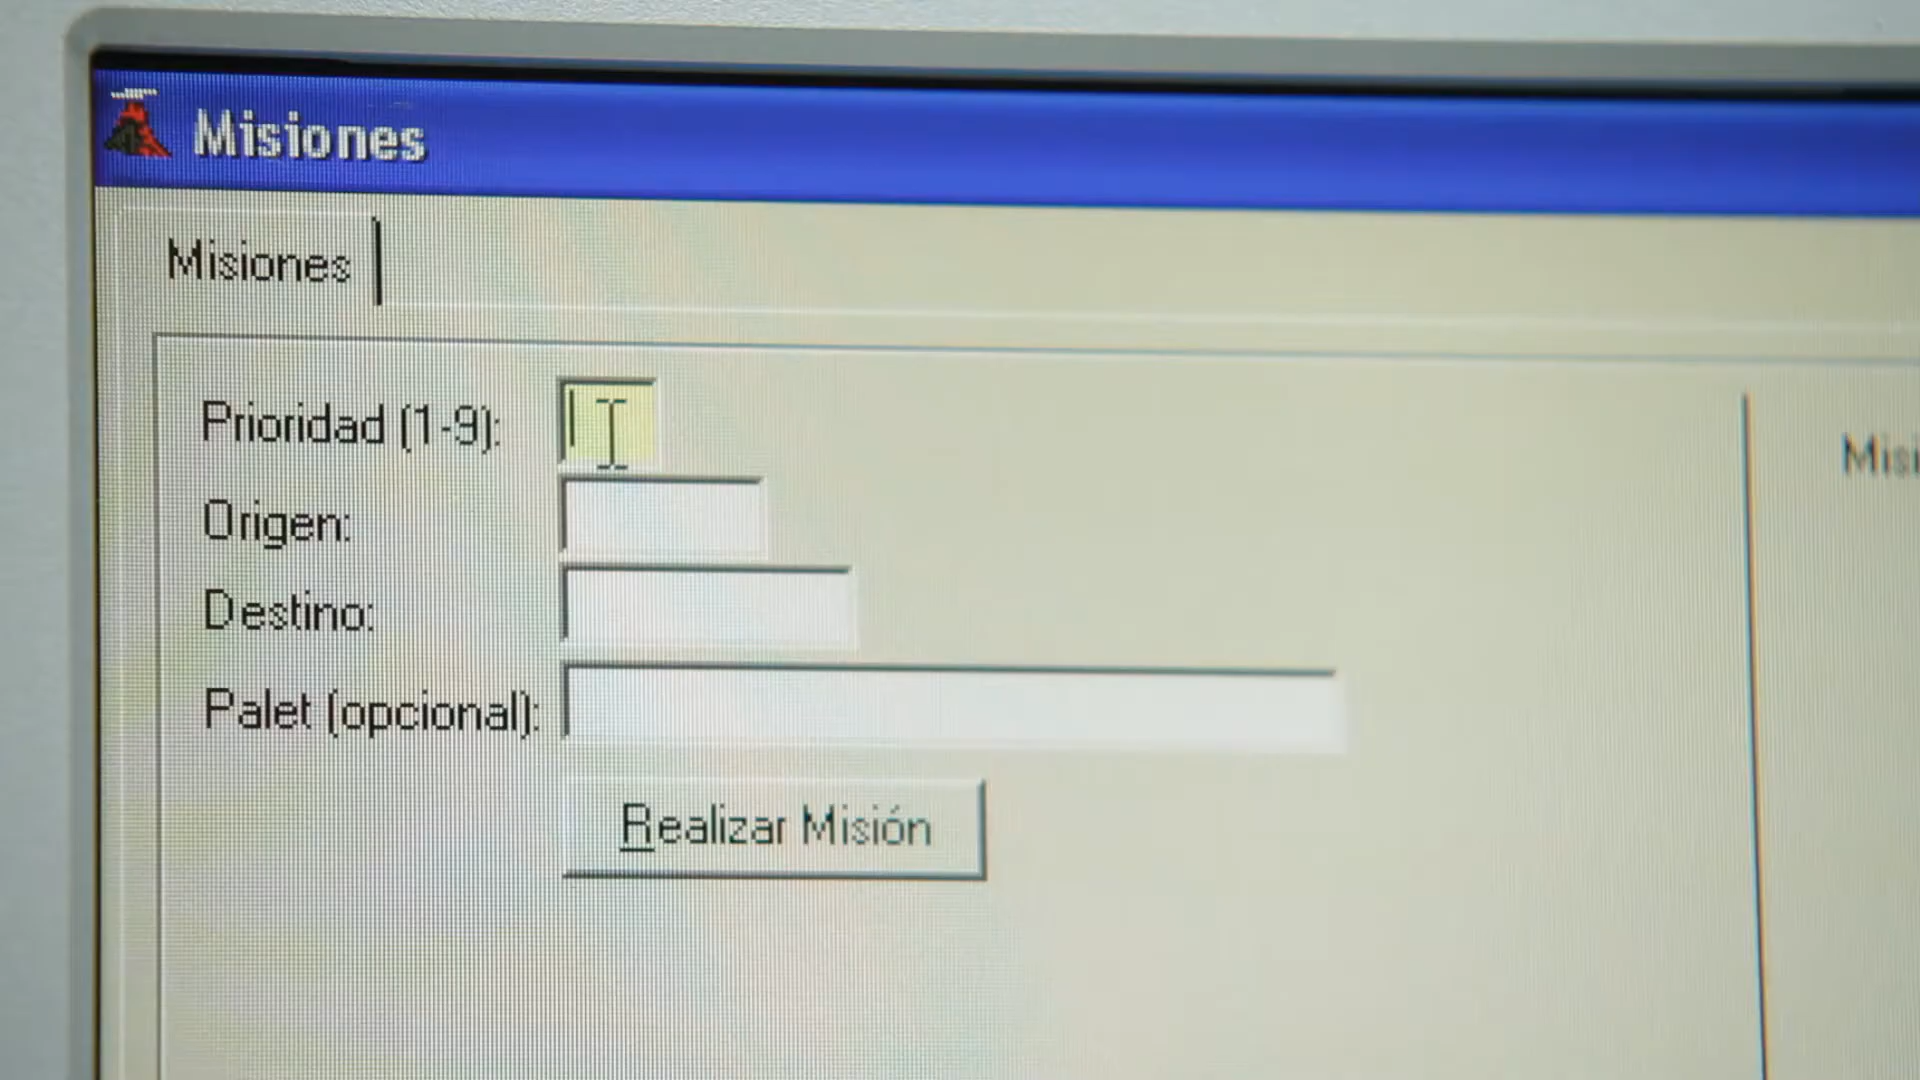 Misiones
Misiones
Prioridad (1-9):
Origen:
Destino:
Palet (opcional):
Realizar Misión